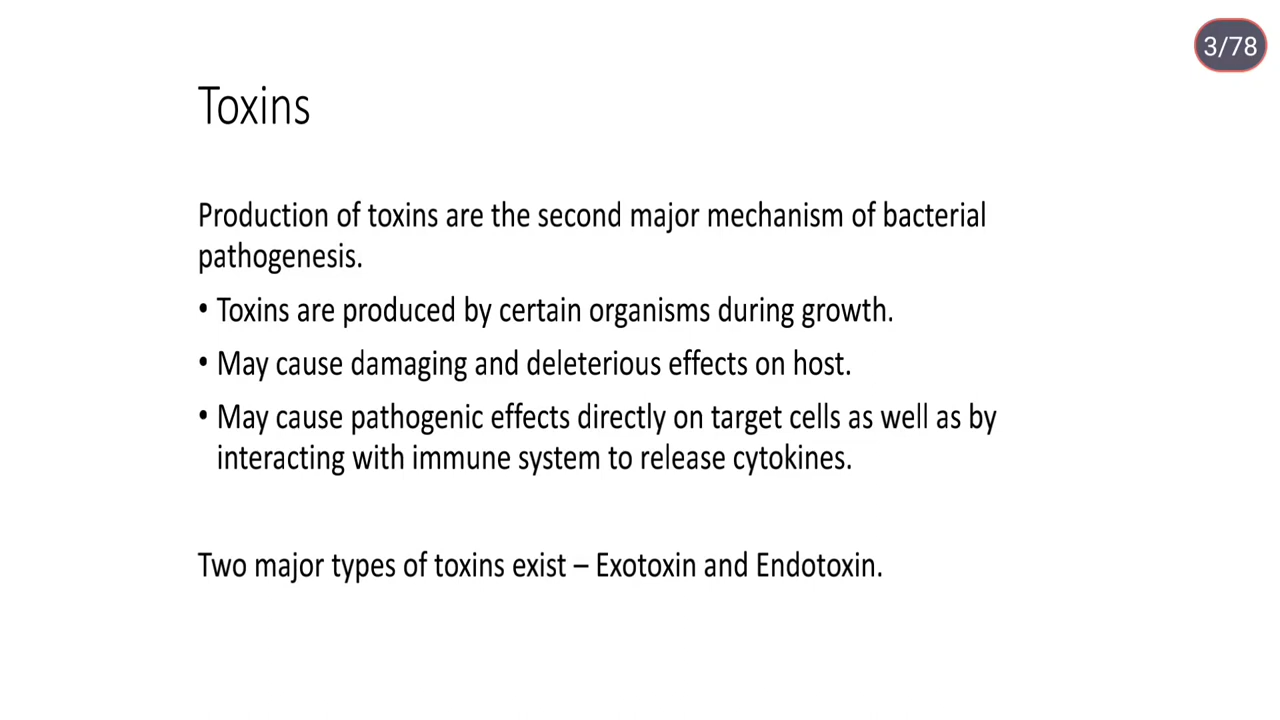 3/78
Toxins
Production of toxins are the second major mechanism of bacterial
pathogenesis.
• Toxins are produced by certain organisms during growth.
• May cause damaging and deleterious effects on host.
• May cause pathogenic effects directly on target cells as well as by
interacting with immune system to release cytokines.
Two major types of toxins exist – Exotoxin and Endotoxin.